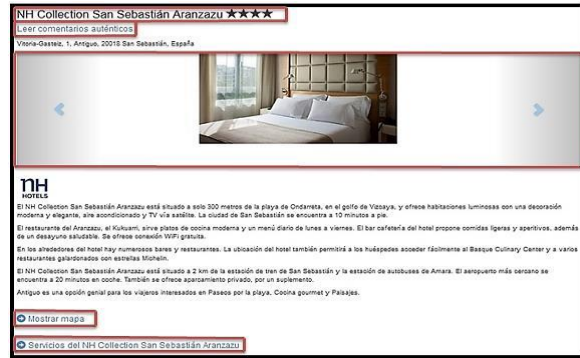 NH Collection San Sebastián Aranzazu ★★★★
Leer comentarios auténticos
Vitoria-Gasteiz, 1, Antiguo, 20018 San Sebastián, España
nH
HOTELS
El NH Collection San Sebastián Aranzazu está situado a solo 300 metros de la playa de Ondarreta, en el golfo de Vizcaya, y ofrece habitaciones luminosas con una decoración
moderna y elegante, aire acondicionado y TV vía satélite. La ciudad de San Sebastián se encuentra a 10 minutos a pie.
El restaurante del Aranzazu, el Kukuarri, sirve platos de cocina moderna y un menú diario de lunes a viernes. El bar cafetería del hotel propone comidas ligeras y aperitivos, además
de un desayuno saludable. Se ofrece conexión WiFi gratuita.
En los alrededores del hotel hay numerosos bares y restaurantes. La ubicación del hotel también permitirá a los huéspedes acceder fácilmente al Basque Culinary Center y a varios
restaurantes galardonados con estrellas Michelin.
El NH Collection San Sebastián Aranzazu está situado a 2 km de la estación de tren de San Sebastián y la estación de autobuses de Amara. El aeropuerto más cercano se
encuentra a 20 minutos en coche. También se ofrece aparcamiento privado, por un suplemento.
Antiguo es una opción genial para los viajeros interesados en Paseos por la playa, Cocina gourmet y Paisajes.
Mostrar mapa
Servicios del NH Collection San Sebastián Aranzazu